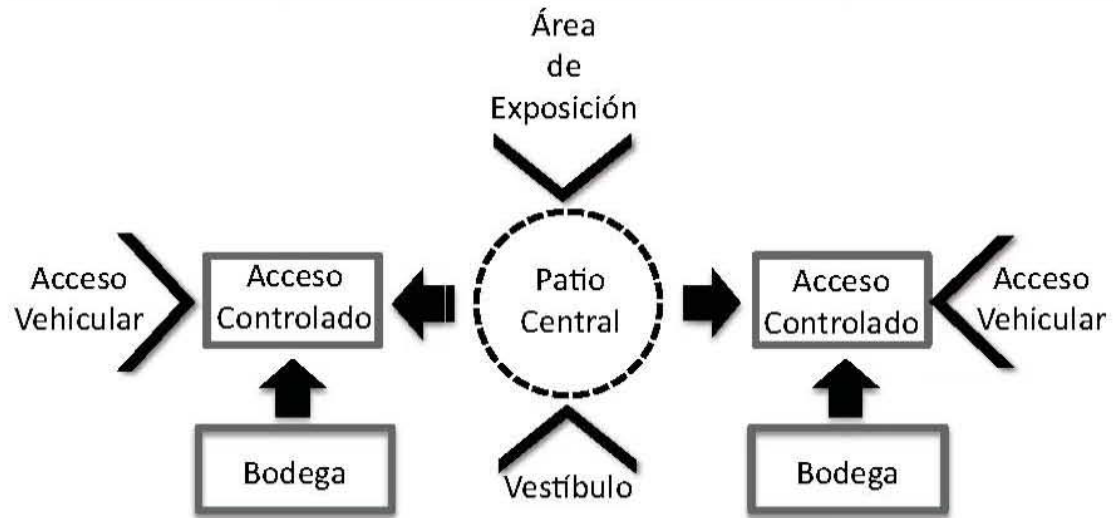 Área
de
Exposición
Acceso
Vehicular
Acceso
Controlado
Patio
Central
Acceso
Controlado
Acceso
Vehicular
Bodega
Vestíbulo
Bodega